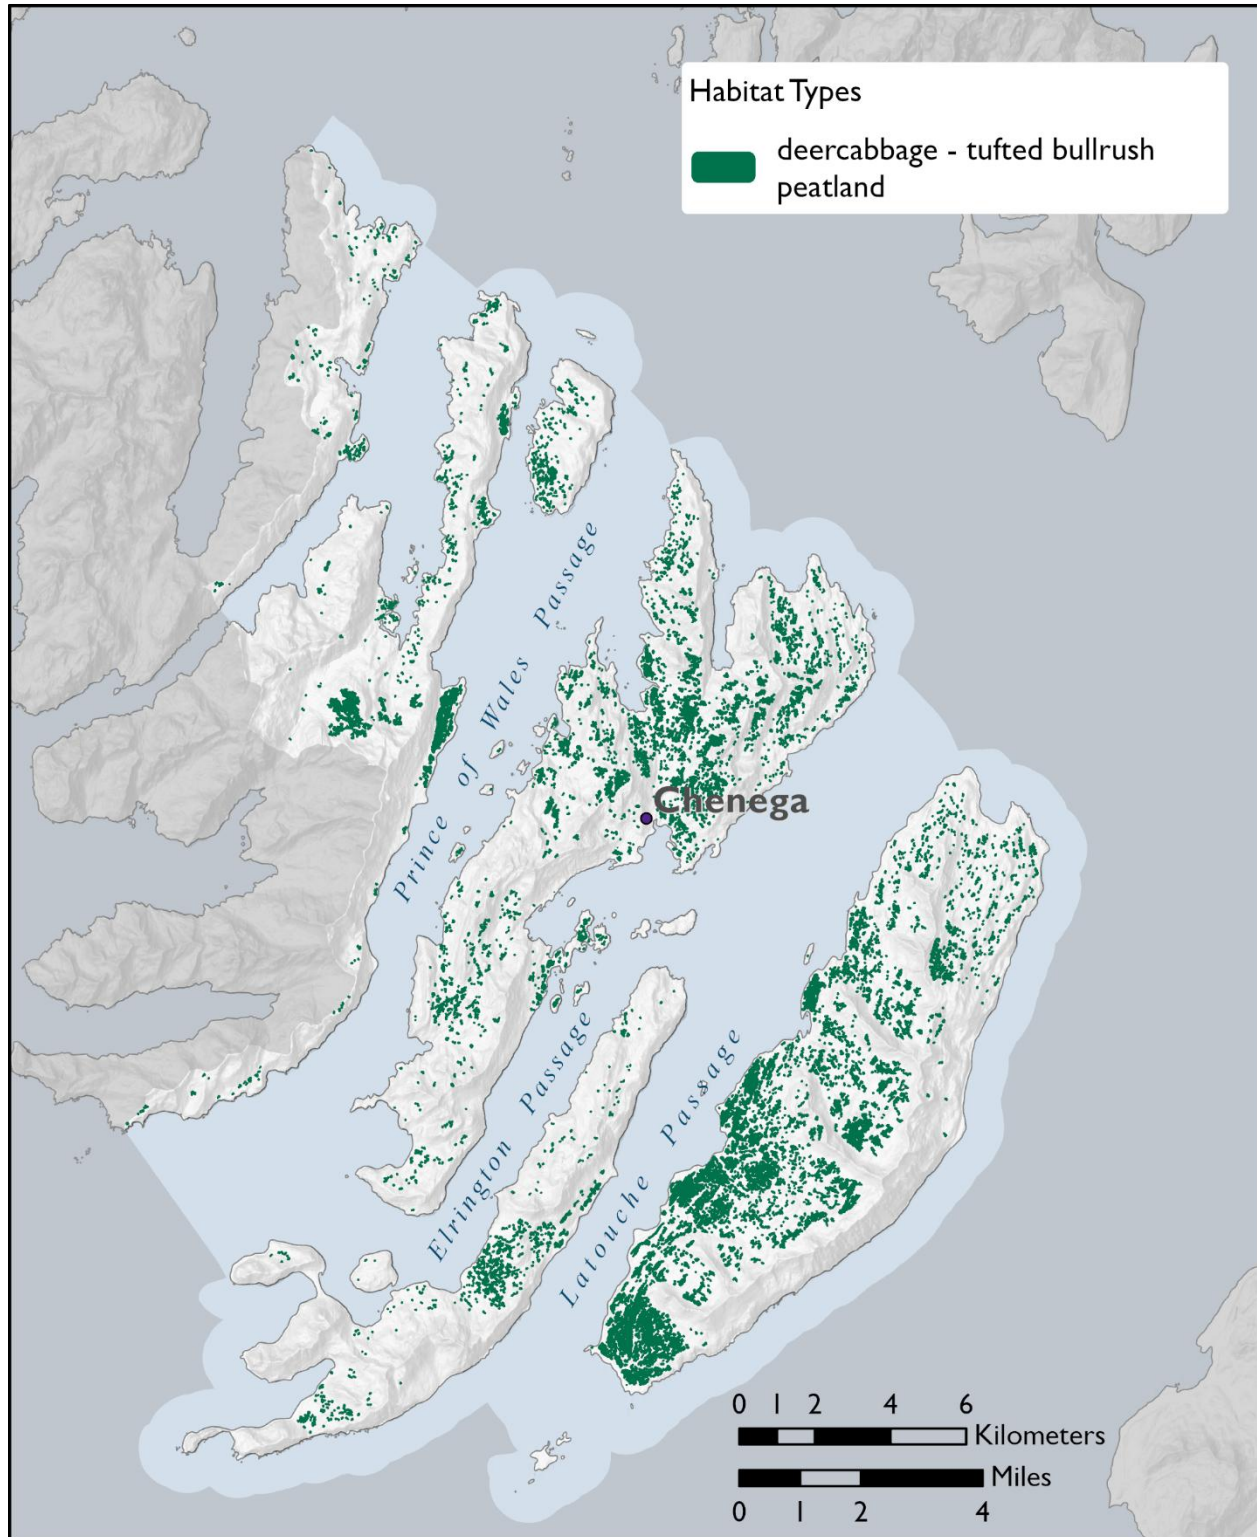 Habitat Types
deercabbage - tufted bullrush
peatland
Prince of Wales Passage
Chenega
Elrington Passage
Latouche Passage
0 1 2 4 6
Kilometers
Miles
0 1 2 4